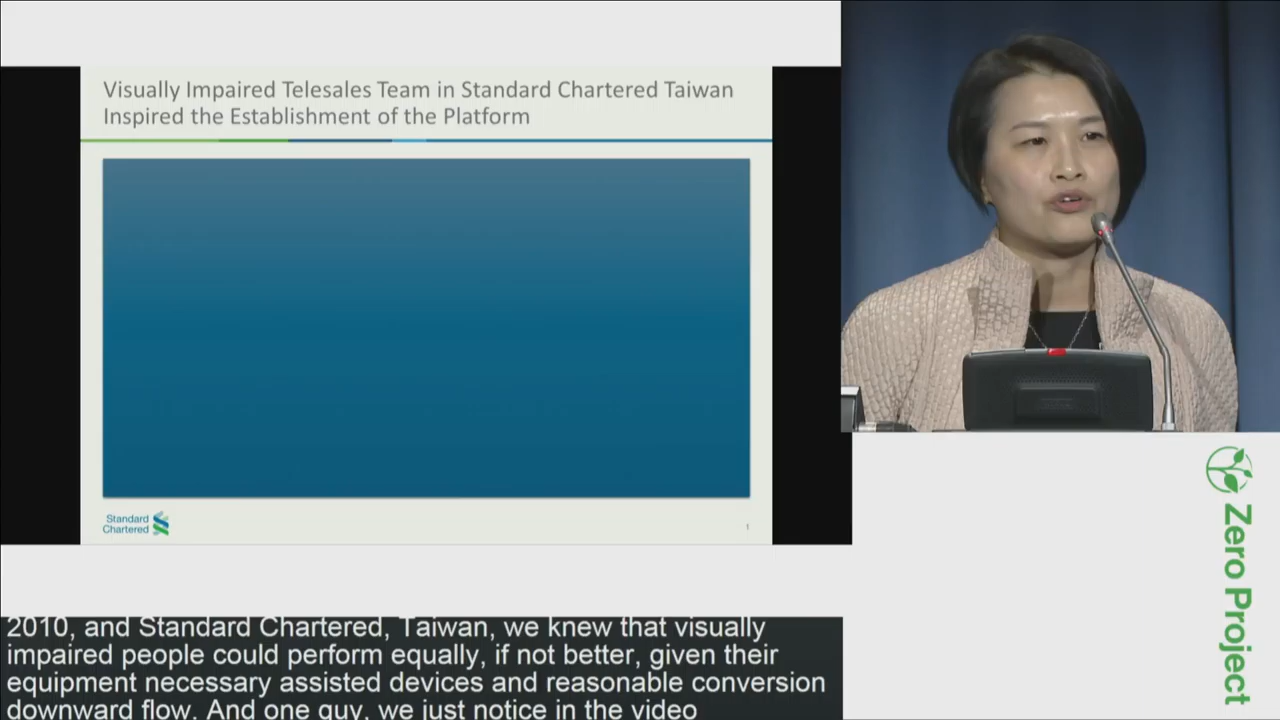 Visually Impaired Telesales Team in Standard Chartered Taiwan
Inspired the Establishment of the Platform
Standard
Chartered
1
Zero Project
2010, and Standard Chartered, Taiwan, we knew that visually
impaired people could perform equally, if not better, given their
equipment necessary assisted devices and reasonable conversion
downward flow. And one guy, we just notice in the video